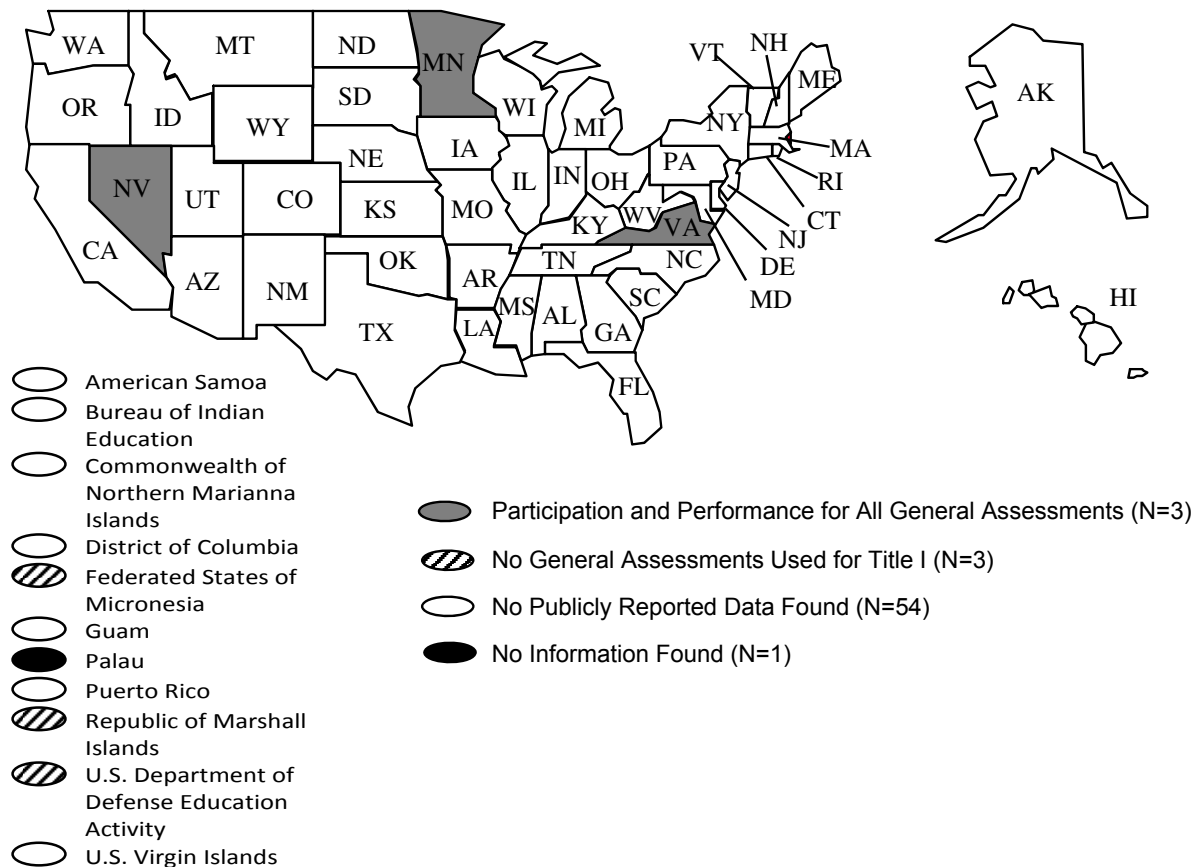 WA
MT
ND
MN
VT
NH
ME
OR
ID
SD
WI
MI
NY
AK
WY
MA
NV
UT
NE
IA
PA
RI
CO
IL
IN
OH
CT
CA
KS
MO
KY
WV
VA
NJ
DE
MD
AZ
NM
OK
AR
TN
NC
SC
HI
TX
LA
MS
AL
GA
FL
American Samoa
Bureau of Indian
Education
Commonwealth of
Northern Marianna
Islands
District of Columbia
Federated States of
Micronesia
Guam
Palau
Puerto Rico
Republic of Marshall
Islands
U.S. Department of
Defense Education
Activity
U.S. Virgin Islands
Participation and Performance for All General Assessments (N=3)
No General Assessments Used for Title I (N=3)
No Publicly Reported Data Found (N=54)
No Information Found (N=1)